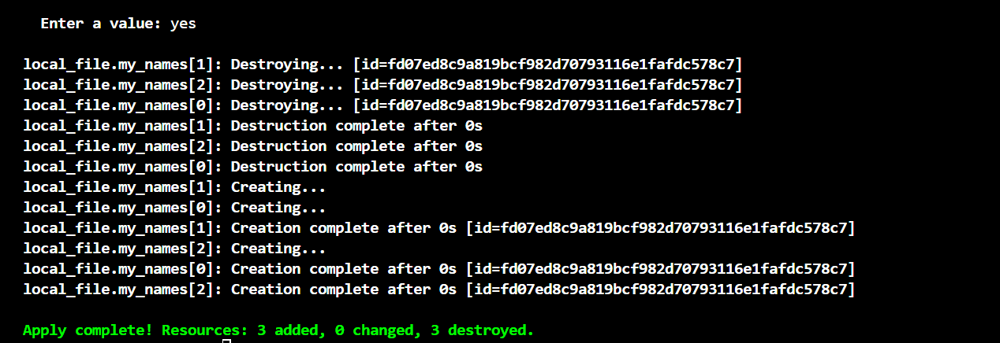 Enter a value: yes
local_file.my_names[1]: Destroying... [id=fd07ed8c9a819bcf982d70793116e1fafdc578c7]
local_file.my_names[2]: Destroying... [id=fd07ed8c9a819bcf982d70793116e1fafdc578c7]
local_file.my_names[0]: Destroying... [id=fd07ed8c9a819bcf982d70793116e1fafdc578c7]
local_file.my_names[1]: Destruction complete after 0s
local_file.my_names[2]: Destruction complete after 0s
local_file.my_names[0]: Destruction complete after 0s
local_file.my_names[1]: Creating...
local_file.my_names[0]: Creating...
local_file.my_names[1]: Creation complete after 0s [id=fd07ed8c9a819bcf982d70793116e1fafdc578c7]
local_file.my_names[2]: Creating...
local_file.my_names[0]: Creation complete after 0s [id=fd07ed8c9a819bcf982d70793116e1fafdc578c7]
local_file.my_names[2]: Creation complete after 0s [id=fd07ed8c9a819bcf982d70793116e1fafdc578c7]
Apply complete! Resources: 3 added, 0 changed, 3 destroyed.